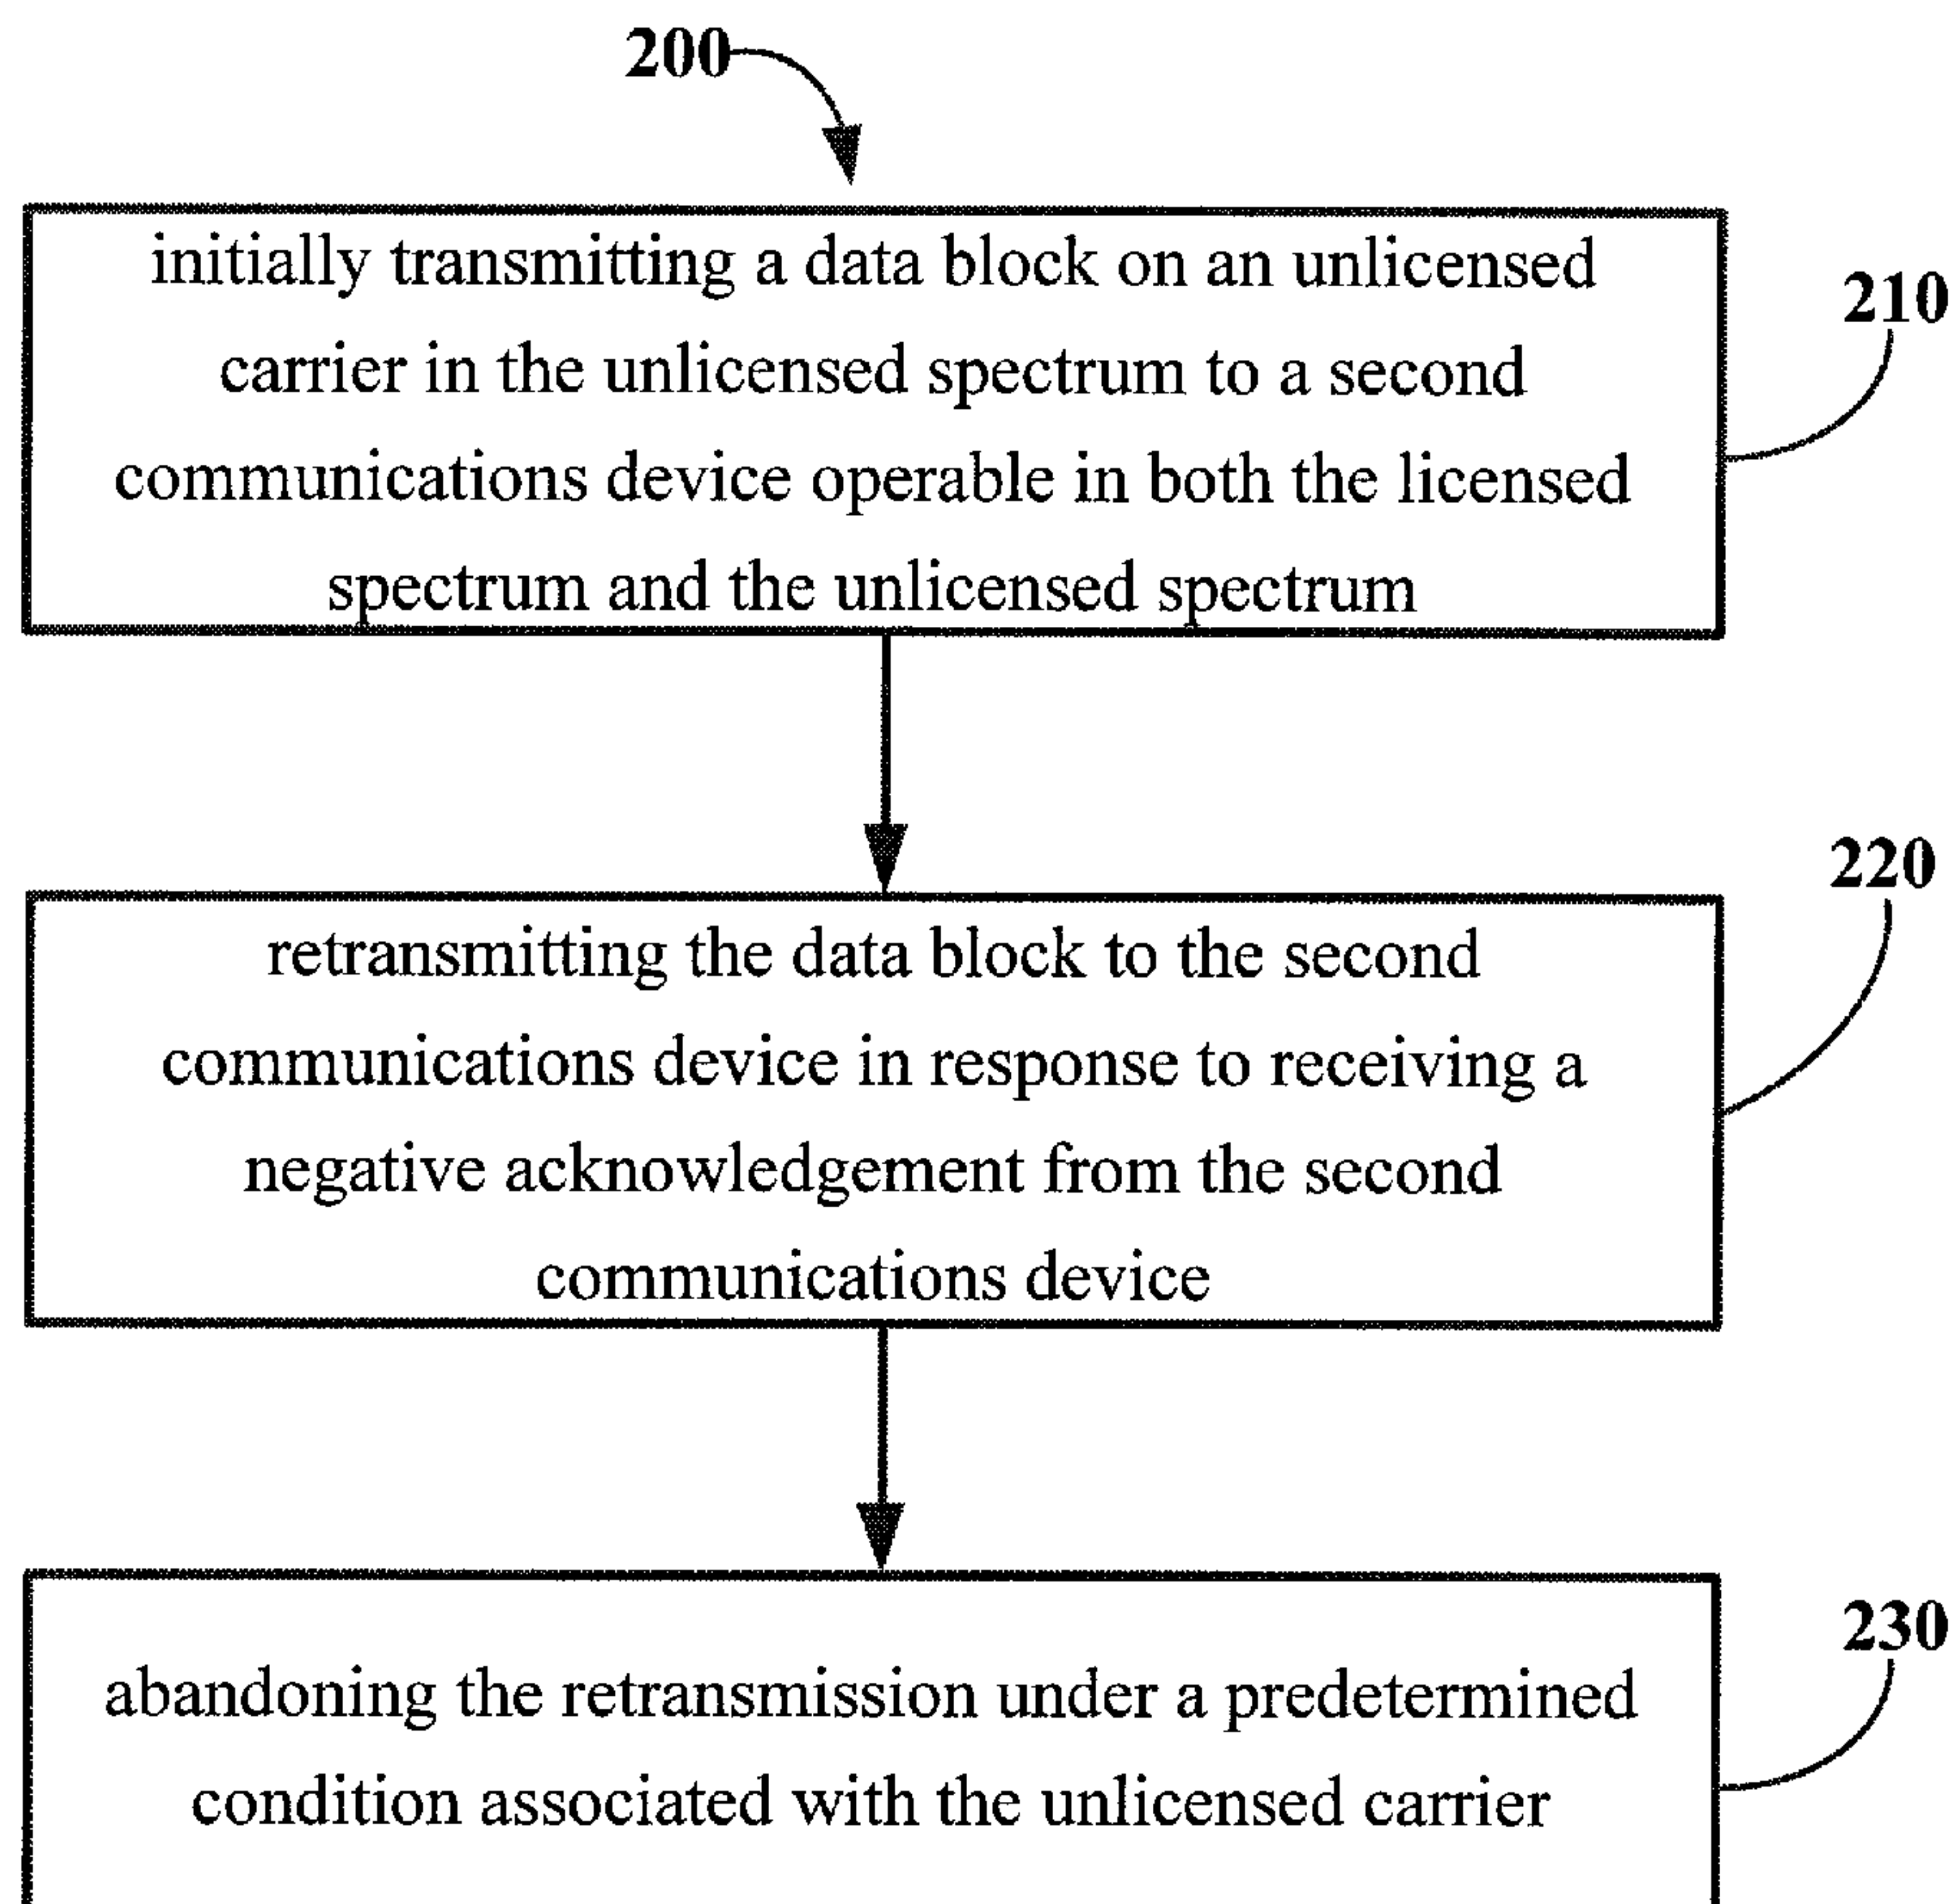 200
initially transmitting a data block on an unlicensed
carrier in the unlicensed spectrum to a second
communications device operable in both the licensed
spectrum and the unlicensed spectrum
210
retransmitting the data block to the second
communications device in response to receiving a
negative acknowledgement from the second
communications device
220
abandoning the retransmission under a predetermined
condition associated with the unlicensed carrier
230